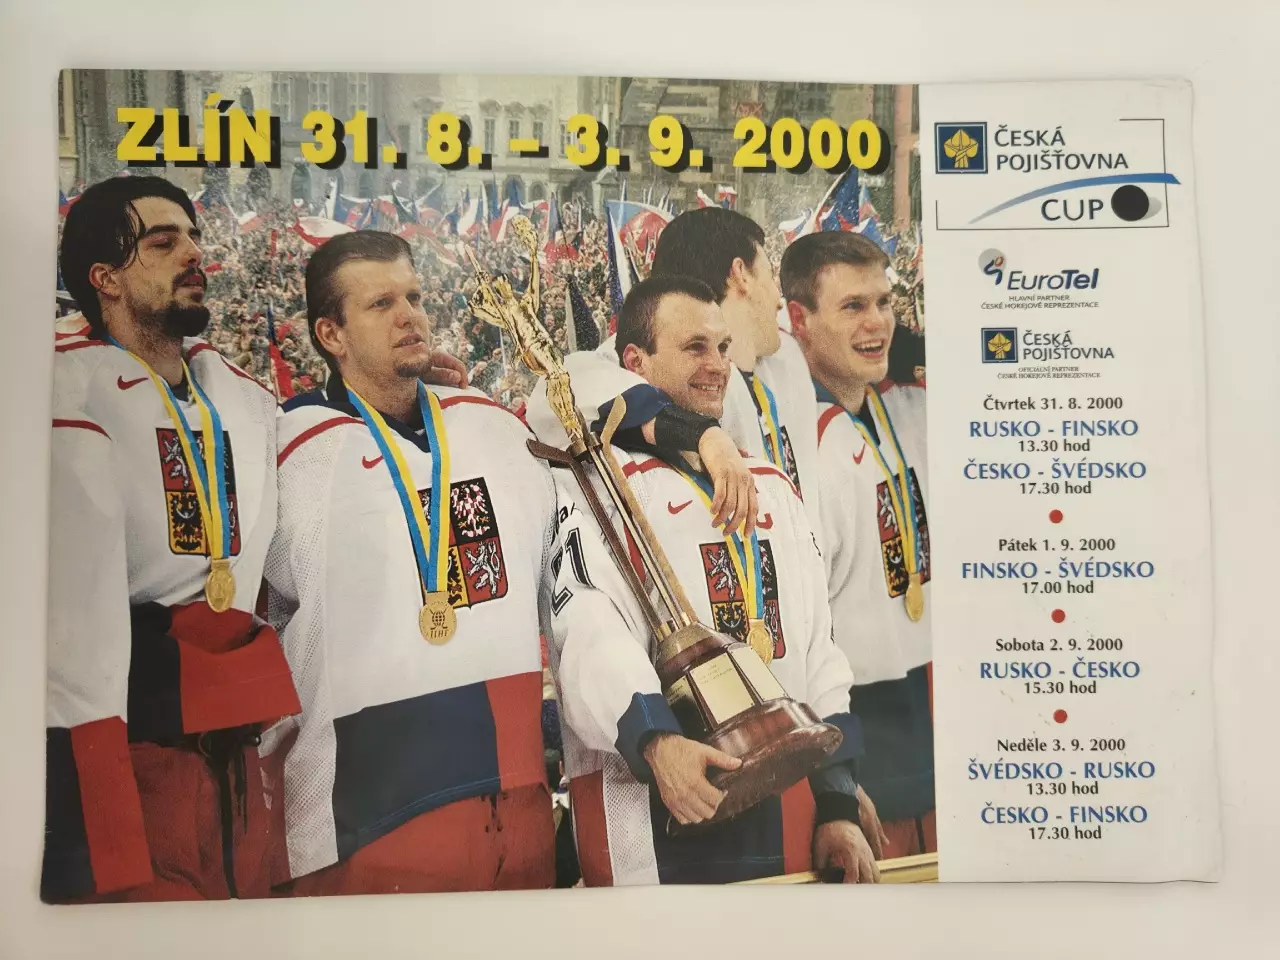 ZLÍN 31. 8. – 3. 9. 2000
ČESKÁ
POJIŠŤOVNA
CUP
EUROTEL
HLAVNÍ PARTNER
ČESKÉ HOKEJOVÉ REPREZENTACE
ČESKÁ
POJIŠŤOVNA
OFICIÁLNÍ PARTNER
ČESKÉ HOKEJOVÉ REPREZENTACE
Čtvrtek 31. 8. 2000
RUSKO - FINSKO
13.30 hod
ČESKO - ŠVÉDSKO
17.30 hod
Pátek 1. 9. 2000
FINSKO - ŠVÉDSKO
17.00 hod
Sobota 2. 9. 2000
RUSKO - ČESKO
15.30 hod
Neděle 3. 9. 2000
ŠVÉDSKO - RUSKO
13.30 hod
ČESKO - FINSKO
17.30 hod
21
IIHF